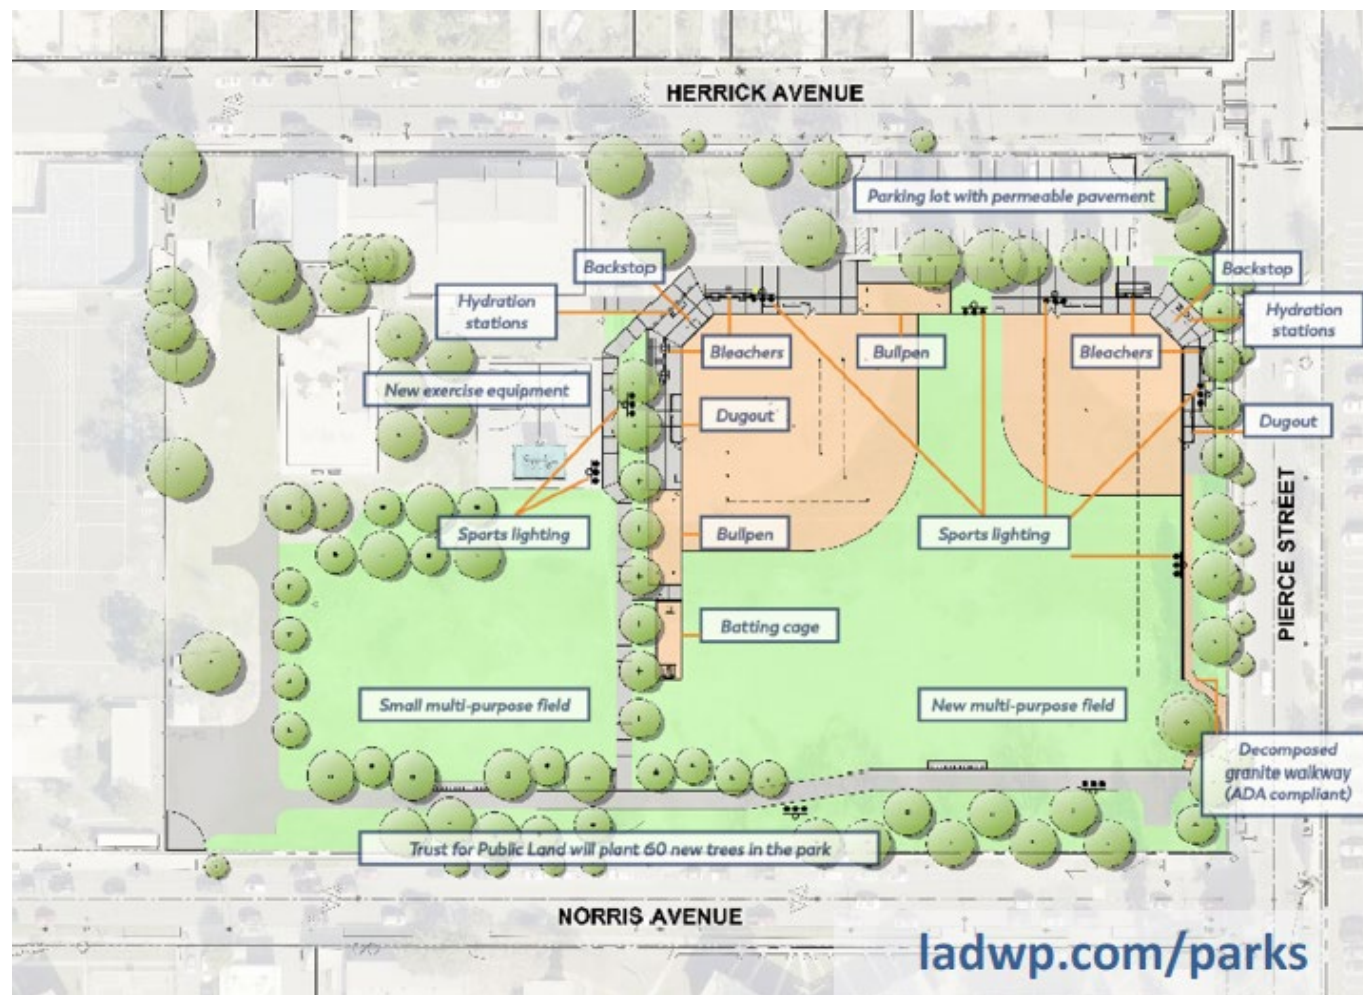 HERRICK AVENUE
Parking lot with permeable pavement
Backstop
Backstop
Hydration
stations
Hydration
stations
Bleachers
Bullpen
Bleachers
New exercise equipment
Dugout
Dugout
Sports lighting
Bullpen
Sports lighting
PIERCE STREET
Batting cage
Small multi-purpose field
New multi-purpose field
Decomposed
granite walkway
(ADA compliant)
Trust for Public Land will plant 60 new trees in the park
NORRIS AVENUE
ladwp.com/parks